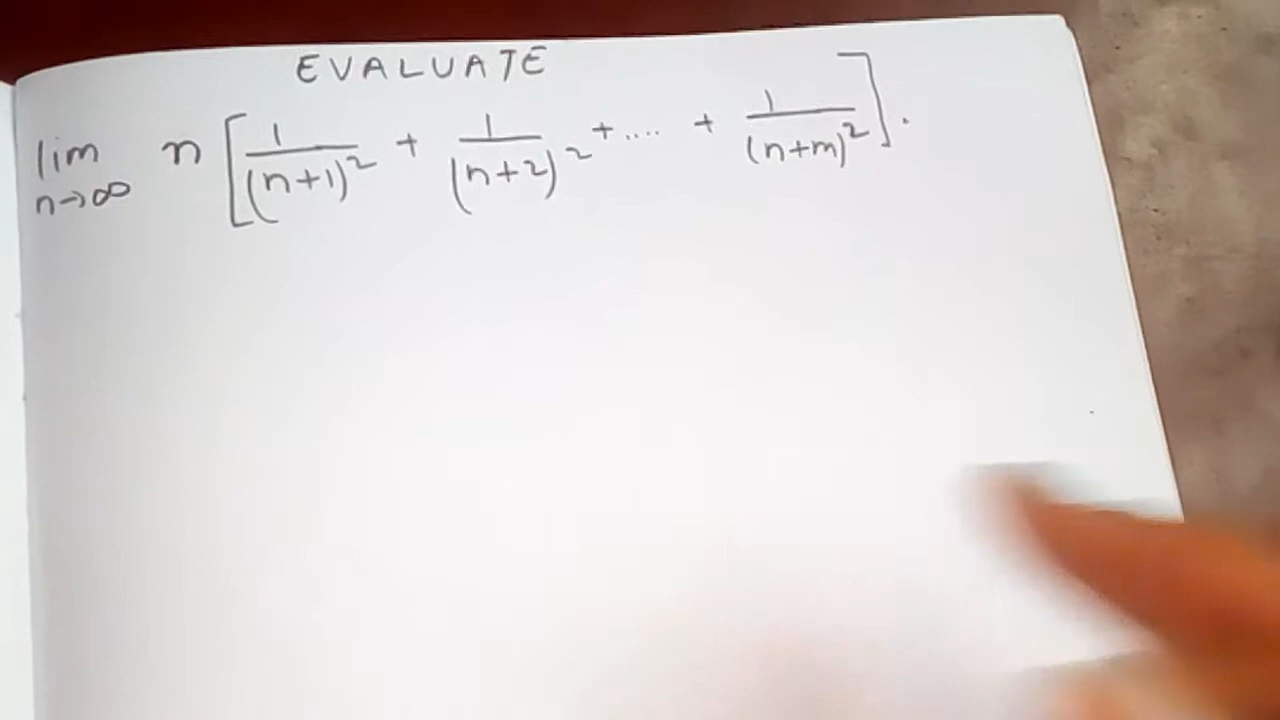 EVALUATE
lim n→∞ n [ 1/(n+1)² + 1/(n+2)² + .... + 1/(n+m)² ] .